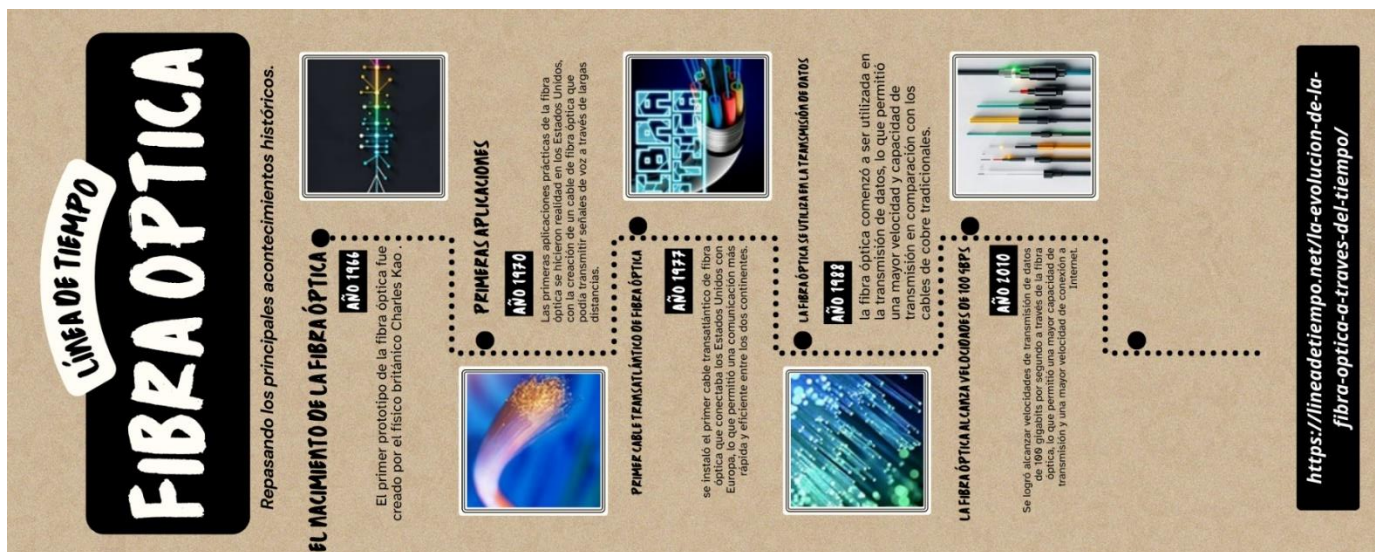 LÍNEA DE TIEMPO
FIBRA OPTICA
Repasando los principales acontecimientos históricos.
EL NACIMIENTO DE LA FIBRA ÓPTICA
AÑO 1966
El primer prototipo de la fibra óptica fue
creado por el físico británico Charles Kao .
PRIMERAS APLICACIONES
AÑO 1970
Las primeras aplicaciones prácticas de la fibra
óptica se hicieron realidad en los Estados Unidos,
con la creación de un cable de fibra óptica que
podía transmitir señales de voz a través de largas
distancias.
IBRA
TICA
PRIMER CABLE TRANSATLÁNTICO DE FIBRA ÓPTICA
AÑO 1977
se instaló el primer cable transatlántico de fibra
óptica que conectaba los Estados Unidos con
Europa, lo que permitió una comunicación más
rápida y eficiente entre los dos continentes.
LA FIBRA ÓPTICA SE UTILIZA EN LA TRANSMISIÓN DE DATOS
AÑO 1988
la fibra óptica comenzó a ser utilizada en
la transmisión de datos, lo que permitió
una mayor velocidad y capacidad de
transmisión en comparación con los
cables de cobre tradicionales.
LA FIBRA ÓPTICA ALCANZA VELOCIDADES DE 100 GBPS
AÑO 2010
Se logró alcanzar velocidades de transmisión de datos
de 100 gigabits por segundo a través de la fibra
óptica, lo que permitió una mayor capacidad de
transmisión y una mayor velocidad de conexión a
Internet.
https://lineadetiempo.net/la-evolucion-de-la-
fibra-optica-a-traves-del-tiempo/